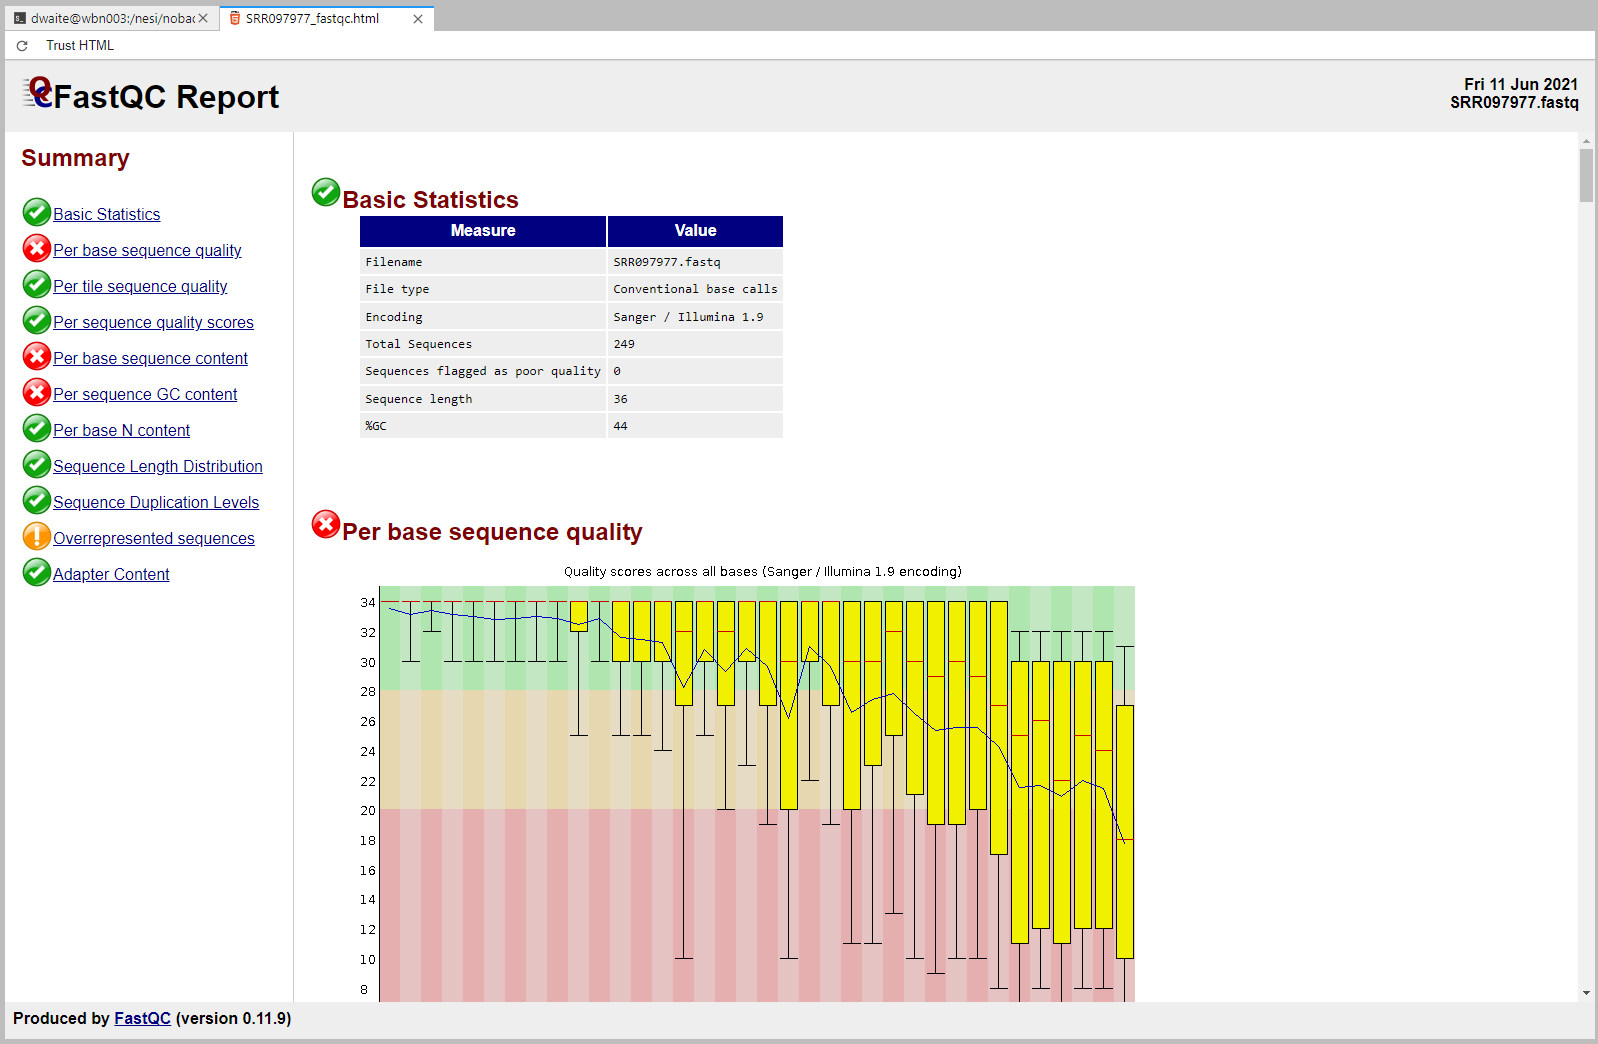 dwaite@wbn003:/nesi/nobac
SRR097977_fastqc.html
Trust HTML
FastQC Report
Fri 11 Jun 2021
SRR097977.fastq
Summary
Basic Statistics
Per base sequence quality
Per tile sequence quality
Per sequence quality scores
Per base sequence content
Per sequence GC content
Per base N content
Sequence Length Distribution
Sequence Duplication Levels
Overrepresented sequences
Adapter Content
Basic Statistics
Measure Value
Filename SRR097977.fastq
File type Conventional base calls
Encoding Sanger / Illumina 1.9
Total Sequences 249
Sequences flagged as poor quality 0
Sequence length 36
%GC 44
Per base sequence quality
Quality scores across all bases (Sanger / Illumina 1.9 encoding)
34
32
30
28
26
24
22
20
18
16
14
12
10
8
Produced by FastQC (version 0.11.9)